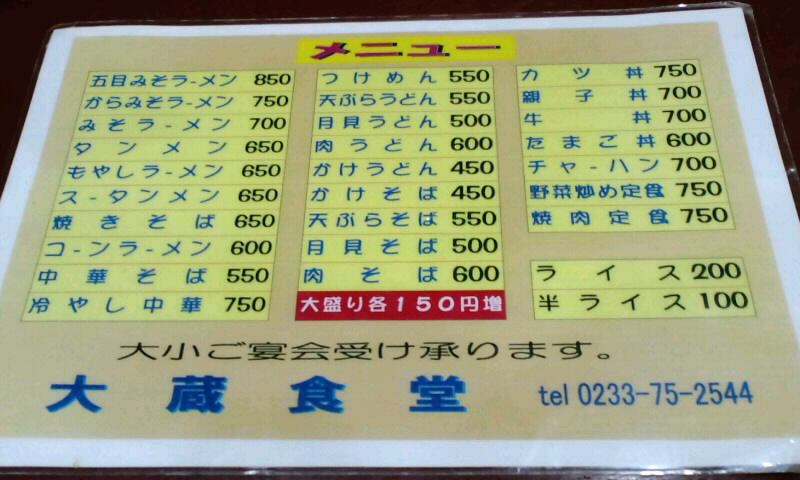 メニュー
五目みそラーメン 850
からみそラーメン 750
みそラーメン 700
タンメン 650
もやしラーメン 650
スータンメン 650
焼きそば 650
コーンラーメン 600
中華そば 550
冷やし中華 750
つけめん 550
天ぷらうどん 550
月見うどん 500
肉うどん 600
かけうどん 450
かけそば 450
天ぷらそば 550
月見そば 500
肉そば 600
大盛り各150円増
カツ丼 750
親子丼 700
牛丼 700
たまご丼 600
チャーハン 700
野菜炒め定食 750
焼肉定食 750
ライス 200
半ライス 100
大小ご宴会受け承ります。
大蔵食堂 tel 0233-75-2544